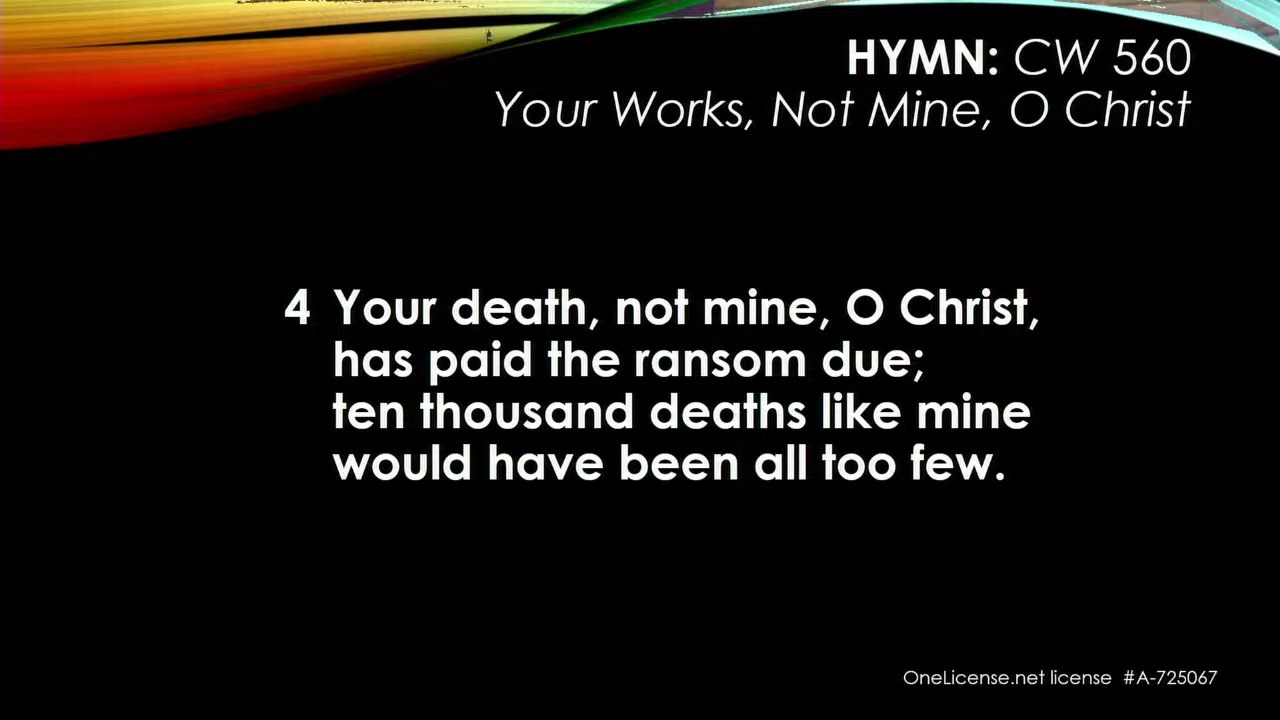 HYMN: CW 560
Your Works, Not Mine, O Christ
4 Your death, not mine, O Christ,
has paid the ransom due;
ten thousand deaths like mine
would have been all too few.
OneLicense.net license #A-725067